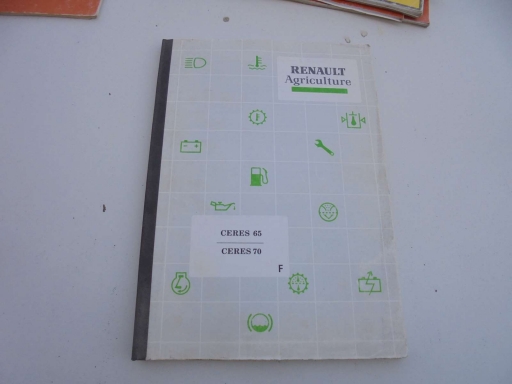 RENAULT
Agriculture
CERES 65
CERES 70
F